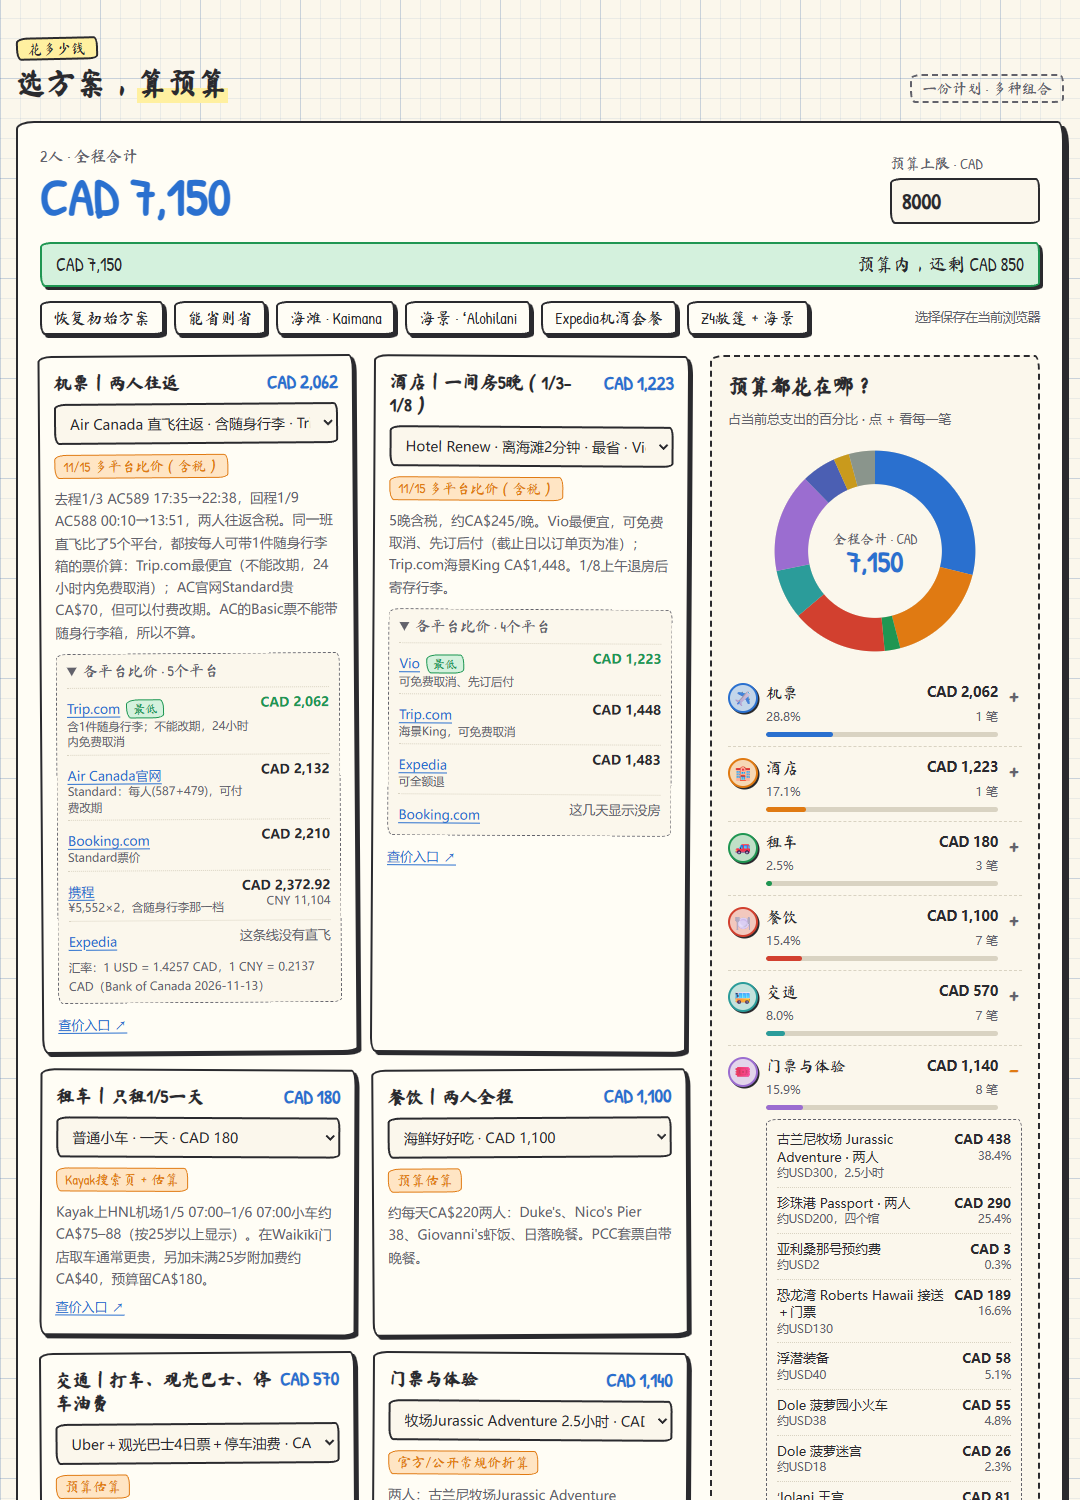 花多少钱
选方案，算预算
一份计划 · 多种组合
2人 · 全程合计
CAD 7,150
预算上限 · CAD
8000
CAD 7,150
预算内，还剩 CAD 850
恢复初始方案
能省则省
海滩 · Kaimana
海景 · ‘Alohilani
Expedia机酒套餐
Z4敞篷 + 海景
选择保存在当前浏览器
机票丨两人往返
CAD 2,062
Air Canada 直飞往返 · 含随身行李 · Tr
11/15 多平台比价（含税）
去程1/3 AC589 17:35→22:38，回程1/9
AC588 00:10→13:51，两人往返含税。同一班
直飞比了5个平台，都按每人可带1件随身行李
箱的票价算：Trip.com最便宜（不能改期，24
小时内免费取消）；AC官网Standard贵
CA$70，但可以付费改期。AC的Basic票不能带
随身行李箱，所以不算。
▼ 各平台比价 · 5个平台
Trip.com 最低
CAD 2,062
含1件随身行李；不能改期，24小时
内免费取消
Air Canada官网
CAD 2,132
Standard：每人(587+479)，可付
费改期
Booking.com
CAD 2,210
Standard票价
携程
CAD 2,372.92
¥5,552×2，含随身行李那一档
CNY 11,104
Expedia
这条线没有直飞
汇率：1 USD = 1.4257 CAD，1 CNY = 0.2137
CAD（Bank of Canada 2026-11-13）
查价入口 ↗
酒店丨一间房5晚（1/3–
1/8）
CAD 1,223
Hotel Renew · 离海滩2分钟 · 最省 · Vi
11/15 多平台比价（含税）
5晚含税，约CA$245/晚。Vio最便宜，可免费
取消、先订后付（截止日以订单页为准）；
Trip.com海景King CA$1,448。1/8上午退房后
寄存行李。
▼ 各平台比价 · 4个平台
Vio 最低
CAD 1,223
可免费取消、先订后付
Trip.com
CAD 1,448
海景King，可免费取消
Expedia
CAD 1,483
可全额退
Booking.com
这几天显示没房
查价入口 ↗
租车丨只租1/5一天
CAD 180
普通小车 · 一天 · CAD 180
Kayak搜索页 + 估算
Kayak上HNL机场1/5 07:00–1/6 07:00小车约
CA$75–88（按25岁以上显示）。在Waikiki门
店取车通常更贵，另加未满25岁附加费约
CA$40，预算留CA$180。
查价入口 ↗
餐饮丨两人全程
CAD 1,100
海鲜好好吃 · CAD 1,100
预算估算
约每天CA$220两人：Duke's、Nico's Pier
38、Giovanni's虾饭、日落晚餐。PCC套票自带
晚餐。
交通丨打车、观光巴士、停
车油费
CAD 570
Uber + 观光巴士4日票 + 停车油费 · CA
预算估算
门票与体验
CAD 1,140
牧场Jurassic Adventure 2.5小时 · CAD
官方/公开常规价折算
两人：古兰尼牧场Jurassic Adventure
预算都花在哪？
占当前总支出的百分比 · 点 + 看每一笔
全程合计 · CAD
7,150
机票
CAD 2,062
+
28.8%
1 笔
酒店
CAD 1,223
+
17.1%
1 笔
租车
CAD 180
+
2.5%
3 笔
餐饮
CAD 1,100
+
15.4%
7 笔
交通
CAD 570
+
8.0%
7 笔
门票与体验
CAD 1,140
−
15.9%
8 笔
古兰尼牧场 Jurassic
Adventure · 两人
CAD 438
38.4%
约USD300，2.5小时
珍珠港 Passport · 两人
CAD 290
约USD200，四个馆
25.4%
亚利桑那号预约费
CAD 3
约USD2
0.3%
恐龙湾 Roberts Hawaii 接送
+ 门票
CAD 189
16.6%
约USD130
浮潜装备
CAD 58
约USD40
5.1%
Dole 菠萝园小火车
CAD 55
约USD38
4.8%
Dole 菠萝迷宫
CAD 26
约USD18
2.3%
ʻIolani 王宫
CAD 81